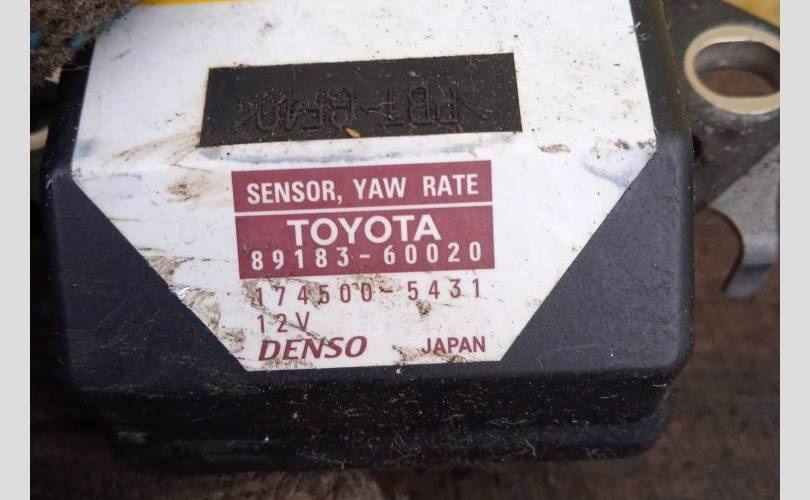 SENSOR, YAW RATE
TOYOTA
89183-60020
174500-5431
12V
DENSO JAPAN